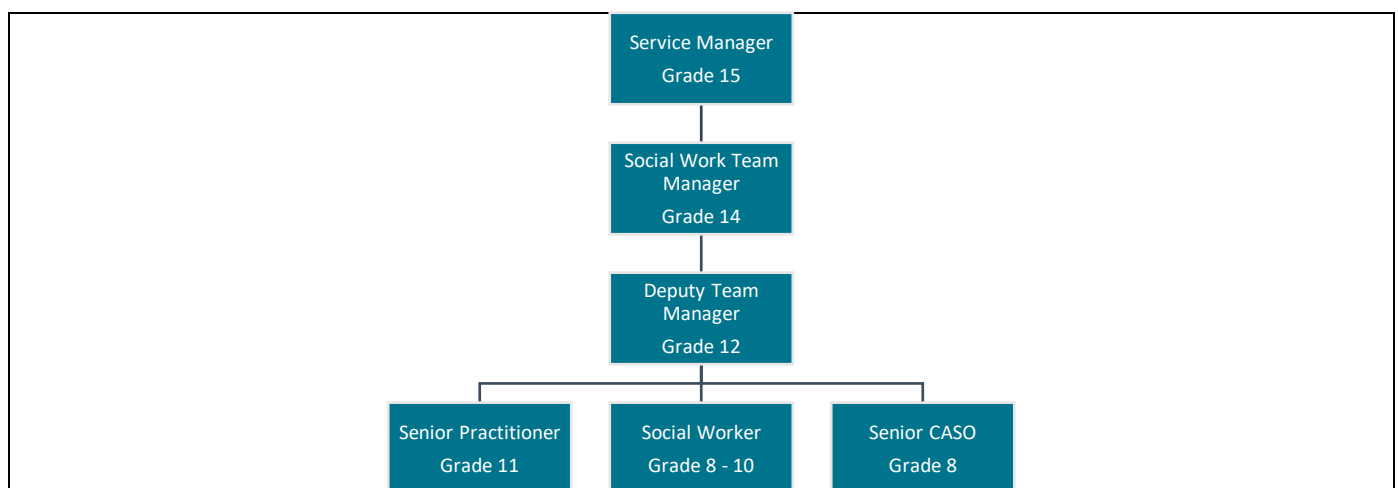 Service Manager
Grade 15
Social Work Team
Manager
Grade 14
Deputy Team
Manager
Grade 12
Senior Practitioner
Grade 11
Social Worker
Grade 8 - 10
Senior CASO
Grade 8